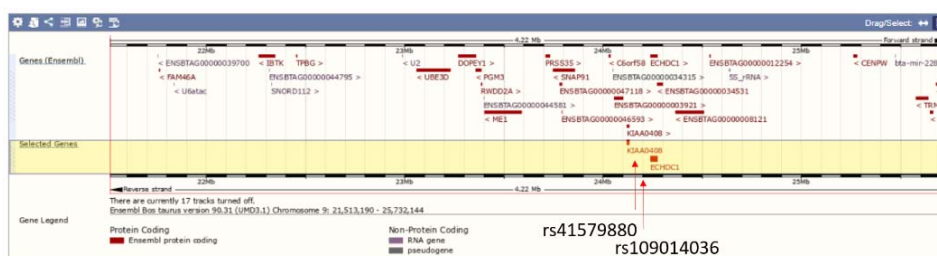 Drag/Select:
4.22 Mb
Forward strand
22Mb 23Mb 24Mb 25Mb
Genes (Ensembl)
< ENSBTAG00000039700 < IBTK TPBG > < U2 DOPEY1 > PRSS35 > < C6orf58 ECHDC1 > ENSBTAG00000012254 > < CENPW bta-mir-228
< FAM46A ENSBTAG00000044795 > < UBE3D < PGM3 < SNAP91 ENSBTAG00000034315 > 5S_rRNA >
< U6atac SNORD112 > RWDD2A > ENSBTAG00000047118 > < ENSBTAG00000034531
ENSBTAG00000044581 > ENSBTAG00000003921 > < TRM
< ME1 ENSBTAG00000046593 > ENSBTAG00000008121
KIAA0408 >
Selected Genes
KIAA0408
ECHDC1
22Mb 23Mb 24Mb 25Mb
Reverse strand 4.22 Mb
There are currently 17 tracks turned off.
Ensembl Bos taurus version 90.31 (UMD3.1) Chromosome 9: 21,513,190 - 25,732,144
Gene Legend
Protein Coding
Ensembl protein coding
Non-Protein Coding
RNA gene
pseudogene
rs41579880
rs109014036